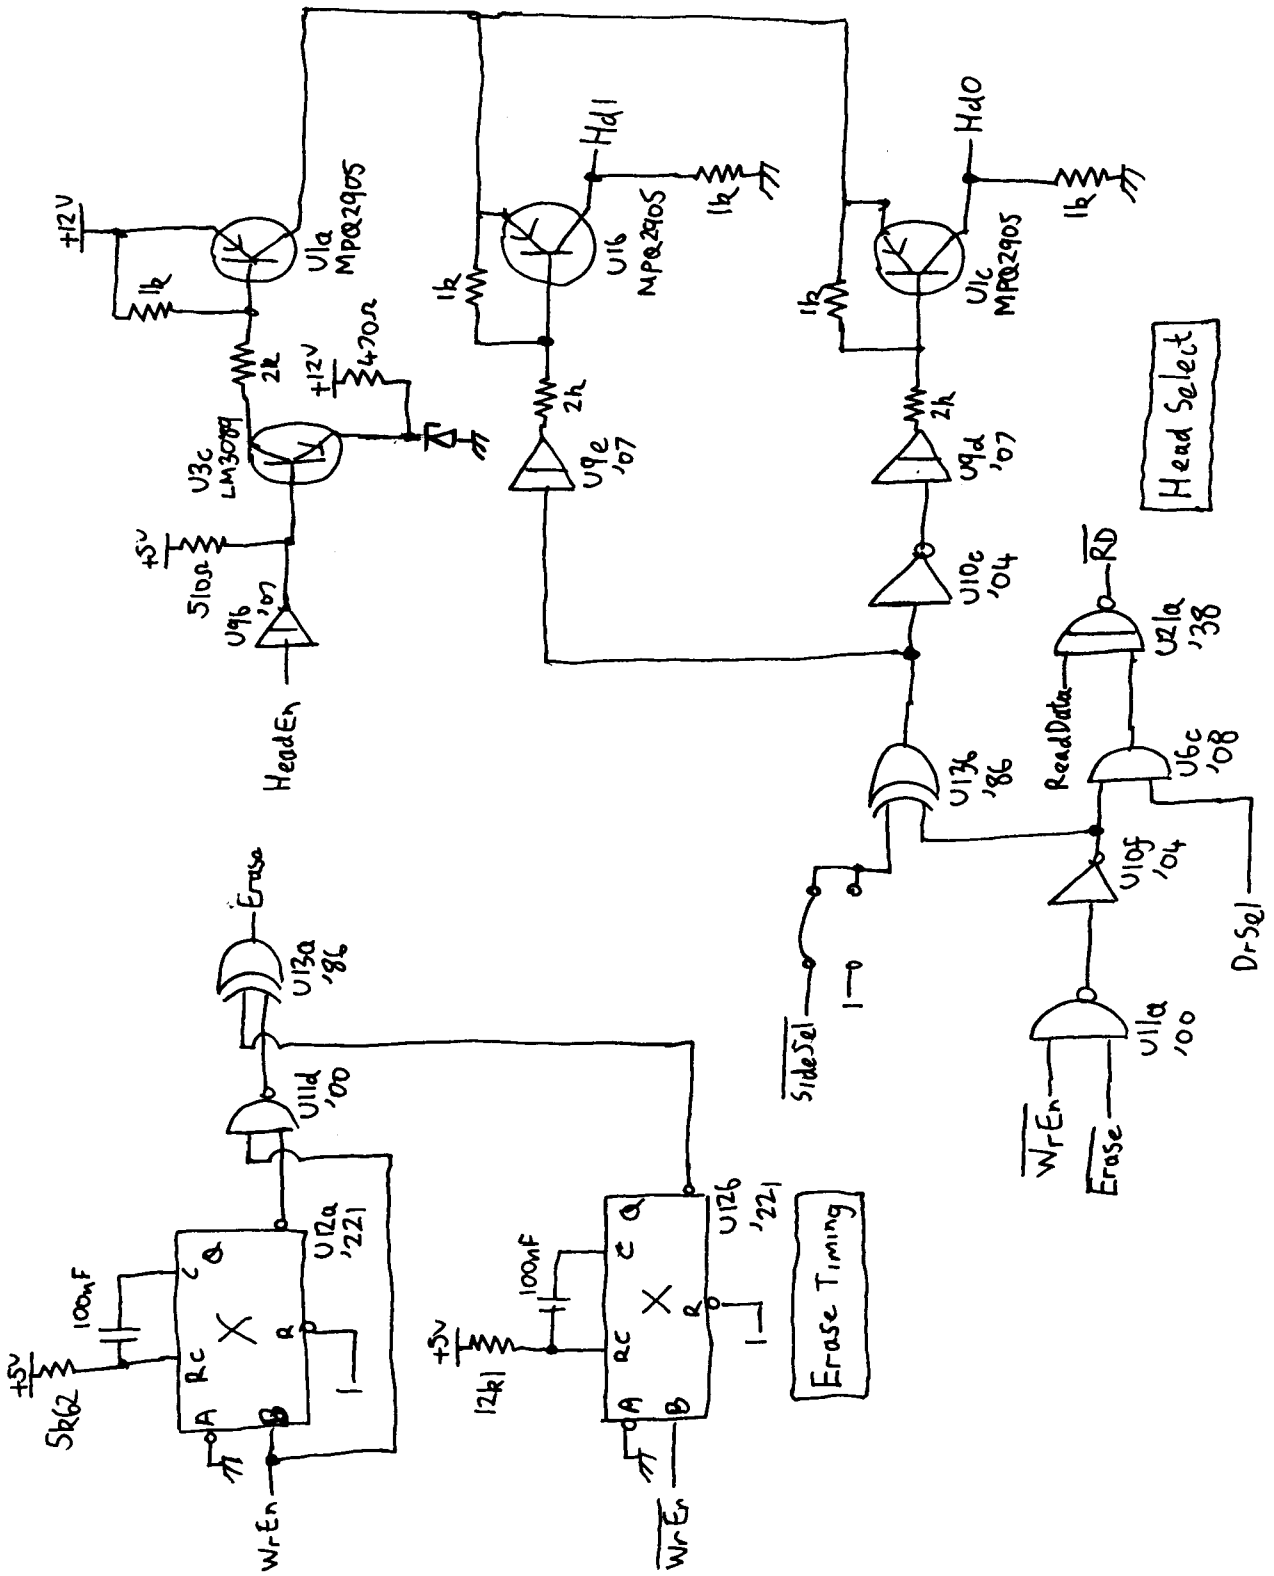 +5V
5k62
100nF
RC
C
A
B
R
Q
X
1
U12a
'221
WrEn
U11d
'00
U13a
'86
Erase
+5V
12k1
100nF
RC
C
A
B
R
Q
X
1
U12b
'221
WrEn
Erase Timing
HeadEn
U9b
'07
510Ω
+5V
U3c
LM3089
2k
1k
+12V
U1a
MPQ2905
+12V
470Ω
U9e
'07
2k
1k
U1b
MPQ2905
Hd1
1k
SideSel
1
U13b
'86
U10c
'04
U9d
'07
2k
1k
U1c
MPQ2905
Hd0
1k
WrEn
Erase
U11a
'00
U10f
'04
DrSel
U6c
'08
ReadData
U21a
'38
RD
Head Select